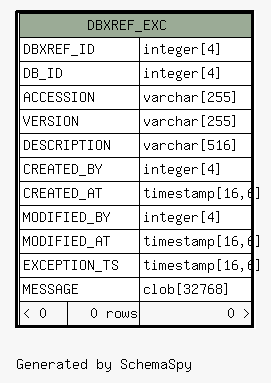 DBXREF_EXC
DBXREF_ID integer[4]
DB_ID integer[4]
ACCESSION varchar[255]
VERSION varchar[255]
DESCRIPTION varchar[516]
CREATED_BY integer[4]
CREATED_AT timestamp[16,6]
MODIFIED_BY integer[4]
MODIFIED_AT timestamp[16,6]
EXCEPTION_TS timestamp[16,6]
MESSAGE clob[32768]
< 0 0 rows 0 >
Generated by SchemaSpy